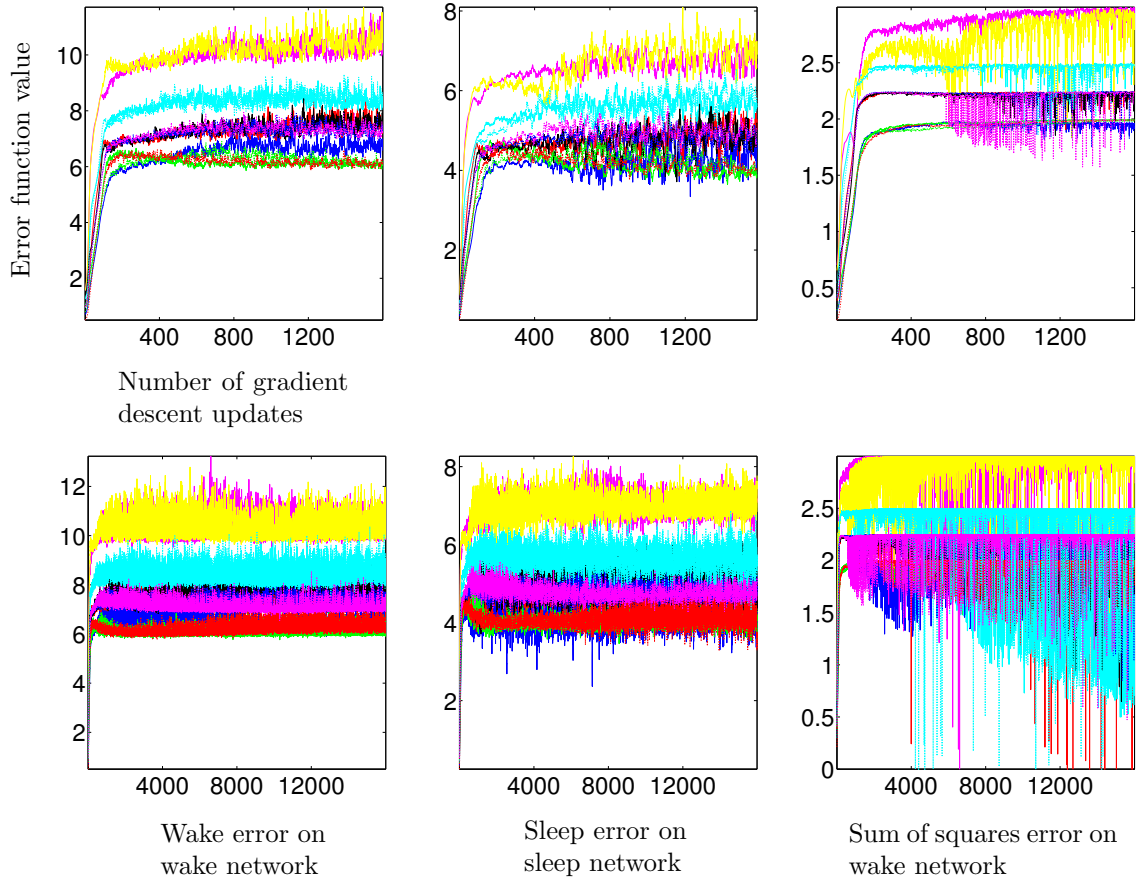 Error function value
10
8
6
4
2
400 800 1200
8
6
4
2
400 800 1200
2.5
2
1.5
1
0.5
400 800 1200
Number of gradient
descent updates
12
10
8
6
4
2
4000 8000 12000
8
6
4
2
4000 8000 12000
2.5
2
1.5
1
0.5
0
4000 8000 12000
Wake error on
wake network
Sleep error on
sleep network
Sum of squares error on
wake network